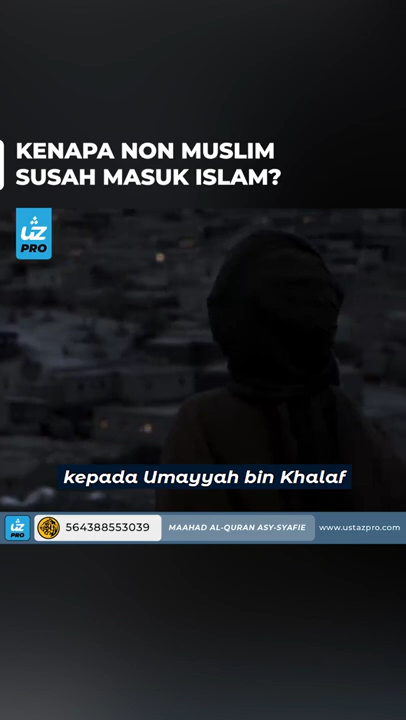 KENAPA NON MUSLIM
SUSAH MASUK ISLAM?
UZ
PRO
kepada Umayyah bin Khalaf
UZ
PRO
564388553039
MAAHAD AL-QURAN ASY-SYAFIE
www.ustazpro.com